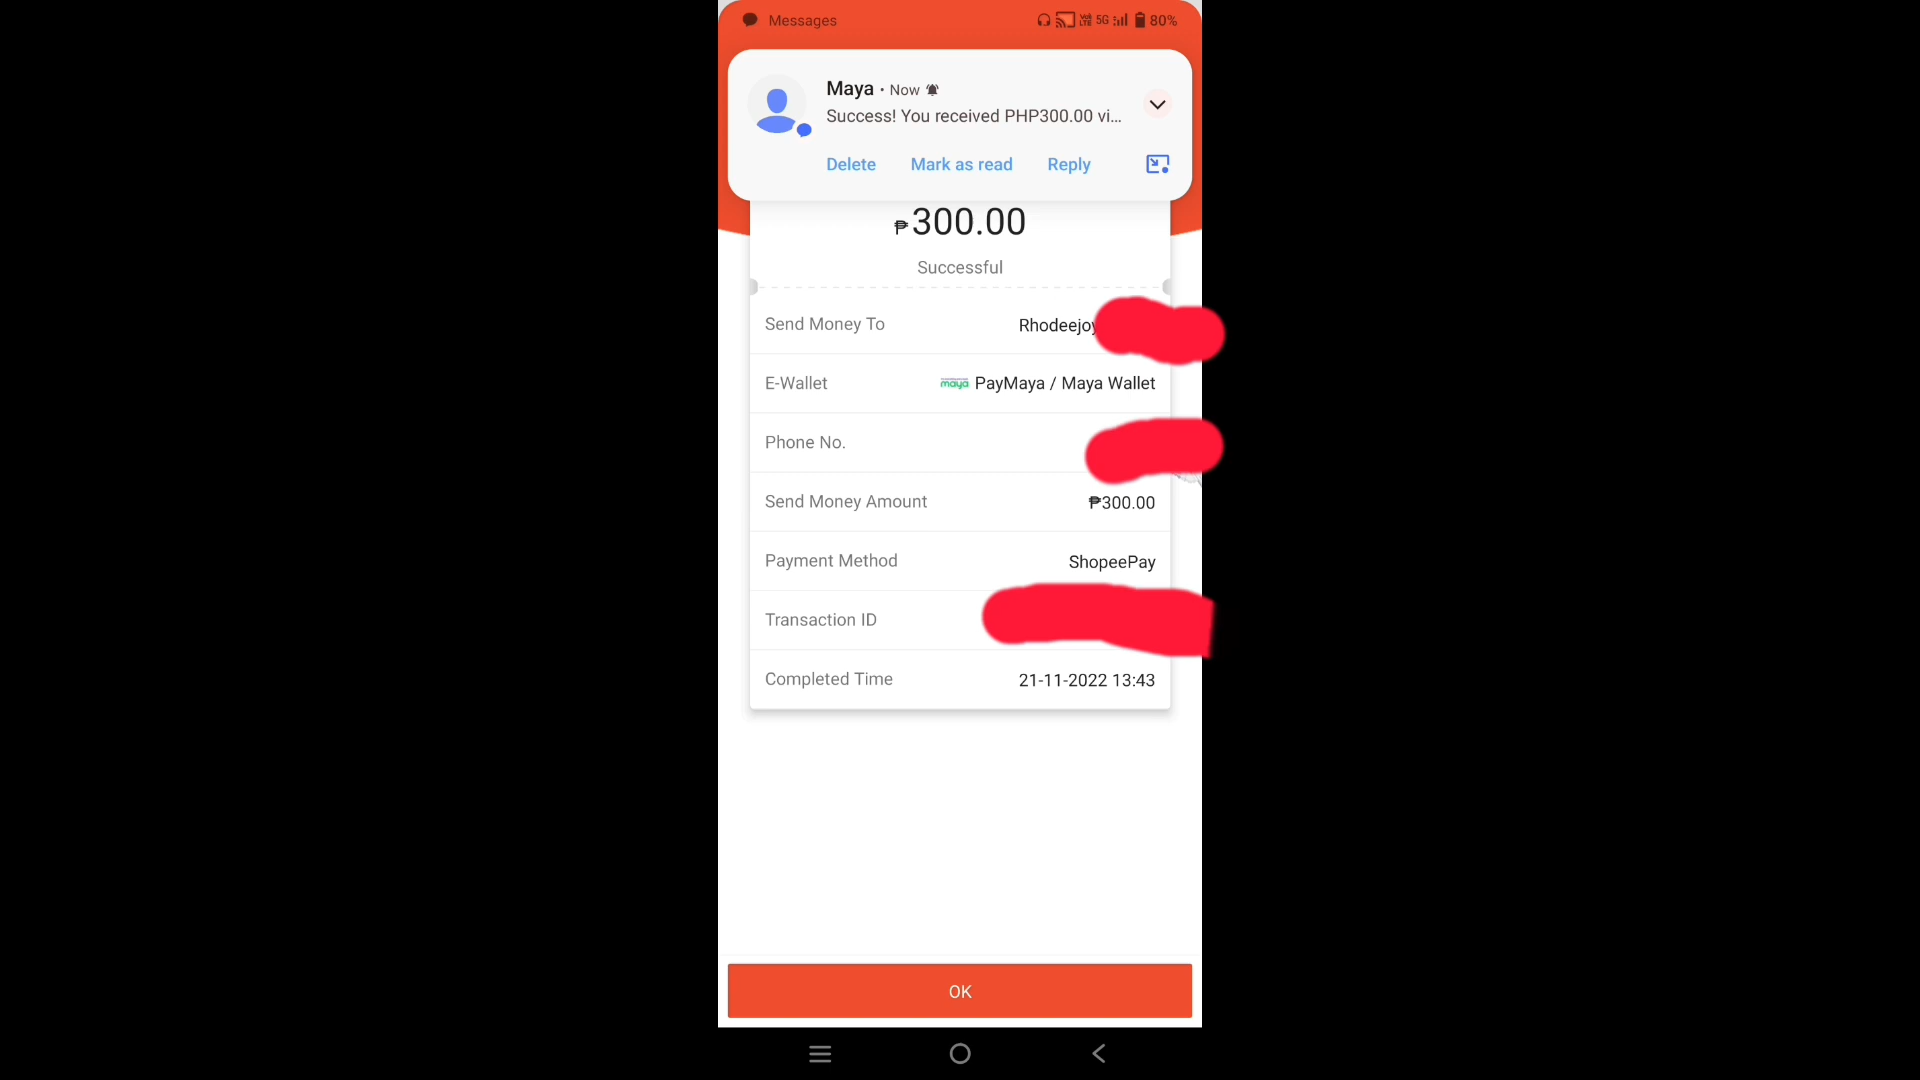 Messages
5G 80%
Maya • Now
Success! You received PHP300.00 vi...
Delete Mark as read Reply
₱300.00
Successful
Send Money To Rhodeejoy
E-Wallet maya PayMaya / Maya Wallet
Phone No.
Send Money Amount ₱300.00
Payment Method ShopeePay
Transaction ID
Completed Time 21-11-2022 13:43
OK